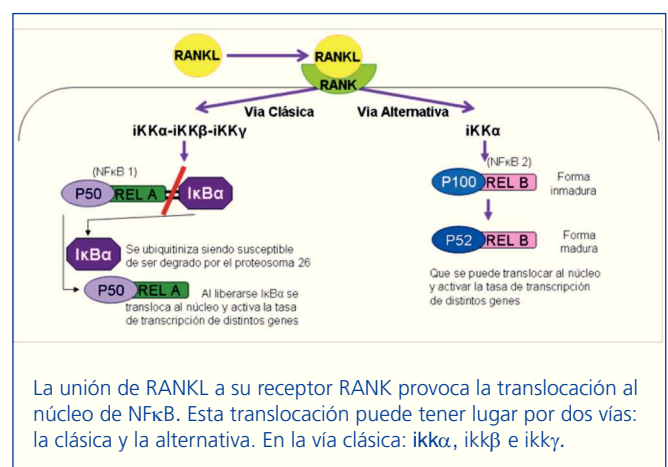 RANKL
RANKL
RANK
Via Clásica
Via Alternativa
iKKα-iKKβ-iKKγ
iKKα
(NFκB 1)
P50 REL A IκBα
IκBα
Se ubiquitiniza siendo susceptible
de ser degrado por el proteosoma 26
P50 REL A
Al liberarse IκBα se
transloca al núcleo y activa la tasa
de transcripción de distintos genes
(NFκB 2)
P100 REL B
Forma
inmadura
P52 REL B
Forma
madura
Que se puede translocar al núcleo
y activar la tasa de transcripción
de distintos genes
La unión de RANKL a su receptor RANK provoca la translocación al
núcleo de NFκB. Esta translocación puede tener lugar por dos vías:
la clásica y la alternativa. En la vía clásica: ikkα, ikkβ e ikkγ.